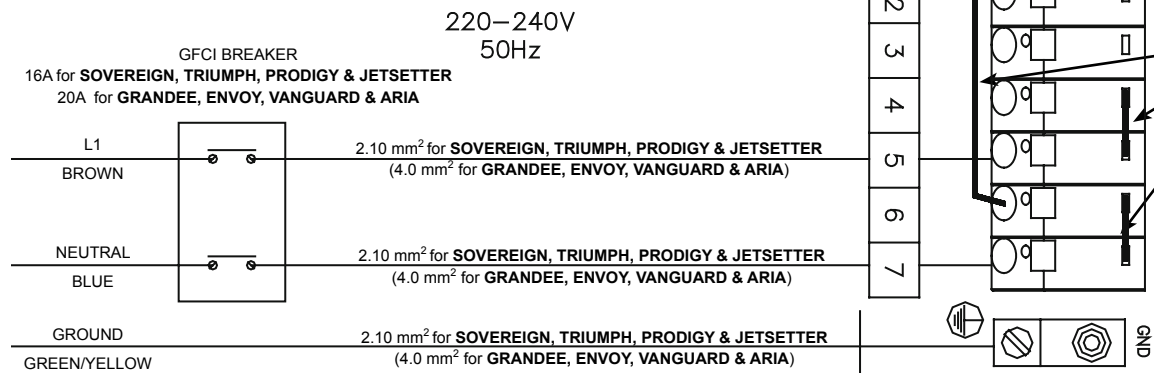 220–240V
50Hz
GFCI BREAKER
16A for SOVEREIGN, TRIUMPH, PRODIGY & JETSETTER
20A for GRANDEE, ENVOY, VANGUARD & ARIA
L1
BROWN
2.10 mm² for SOVEREIGN, TRIUMPH, PRODIGY & JETSETTER
(4.0 mm² for GRANDEE, ENVOY, VANGUARD & ARIA)
NEUTRAL
BLUE
2.10 mm² for SOVEREIGN, TRIUMPH, PRODIGY & JETSETTER
(4.0 mm² for GRANDEE, ENVOY, VANGUARD & ARIA)
GROUND
GREEN/YELLOW
2.10 mm² for SOVEREIGN, TRIUMPH, PRODIGY & JETSETTER
(4.0 mm² for GRANDEE, ENVOY, VANGUARD & ARIA)
2
3
4
5
6
7
GND